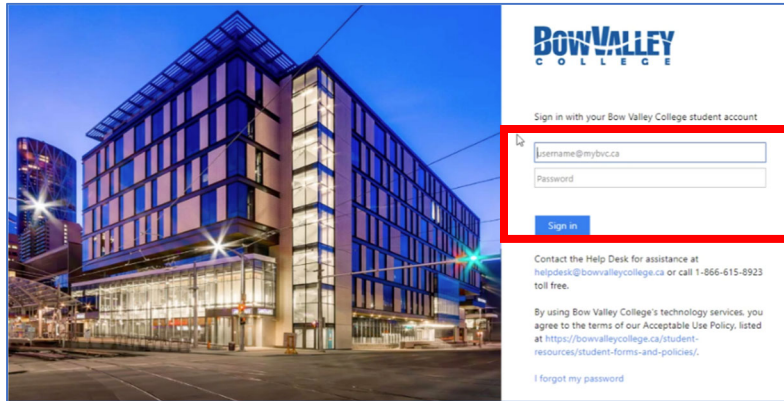 BOW VALLEY
COLLEGE
Sign in with your Bow Valley College student account
username@mybvc.ca
Password
Sign in
Contact the Help Desk for assistance at
helpdesk@bowvalleycollege.ca or call 1-866-615-8923
toll free.
By using Bow Valley College's technology services, you
agree to the terms of our Acceptable Use Policy, listed
at https://bowvalleycollege.ca/student-
resources/student-forms-and-policies/.
I forgot my password